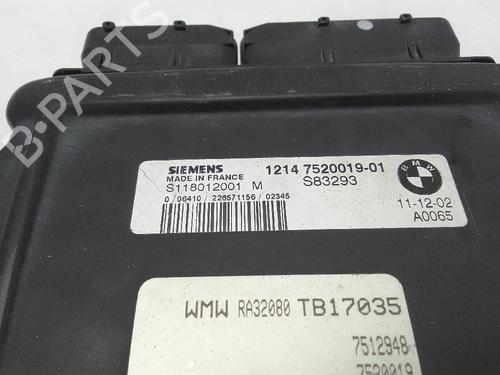 B-PARTS
SIEMENS 1214 7520019-01
MADE IN FRANCE
S118012001 M S83293
0/06410/226571156/02345
BMW
11-12-02
A0065
WMW RA32080 TB17035
7512948
7520019